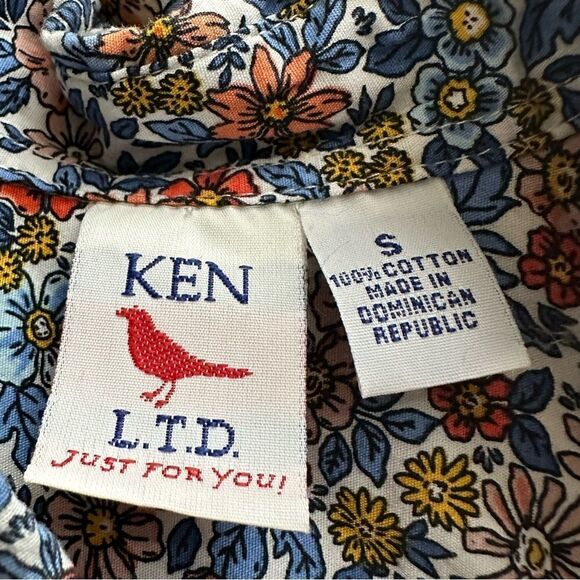 KEN
L.T.D.
JUST FOR YOU!
S
100% COTTON
MADE IN
DOMINICAN
REPUBLIC